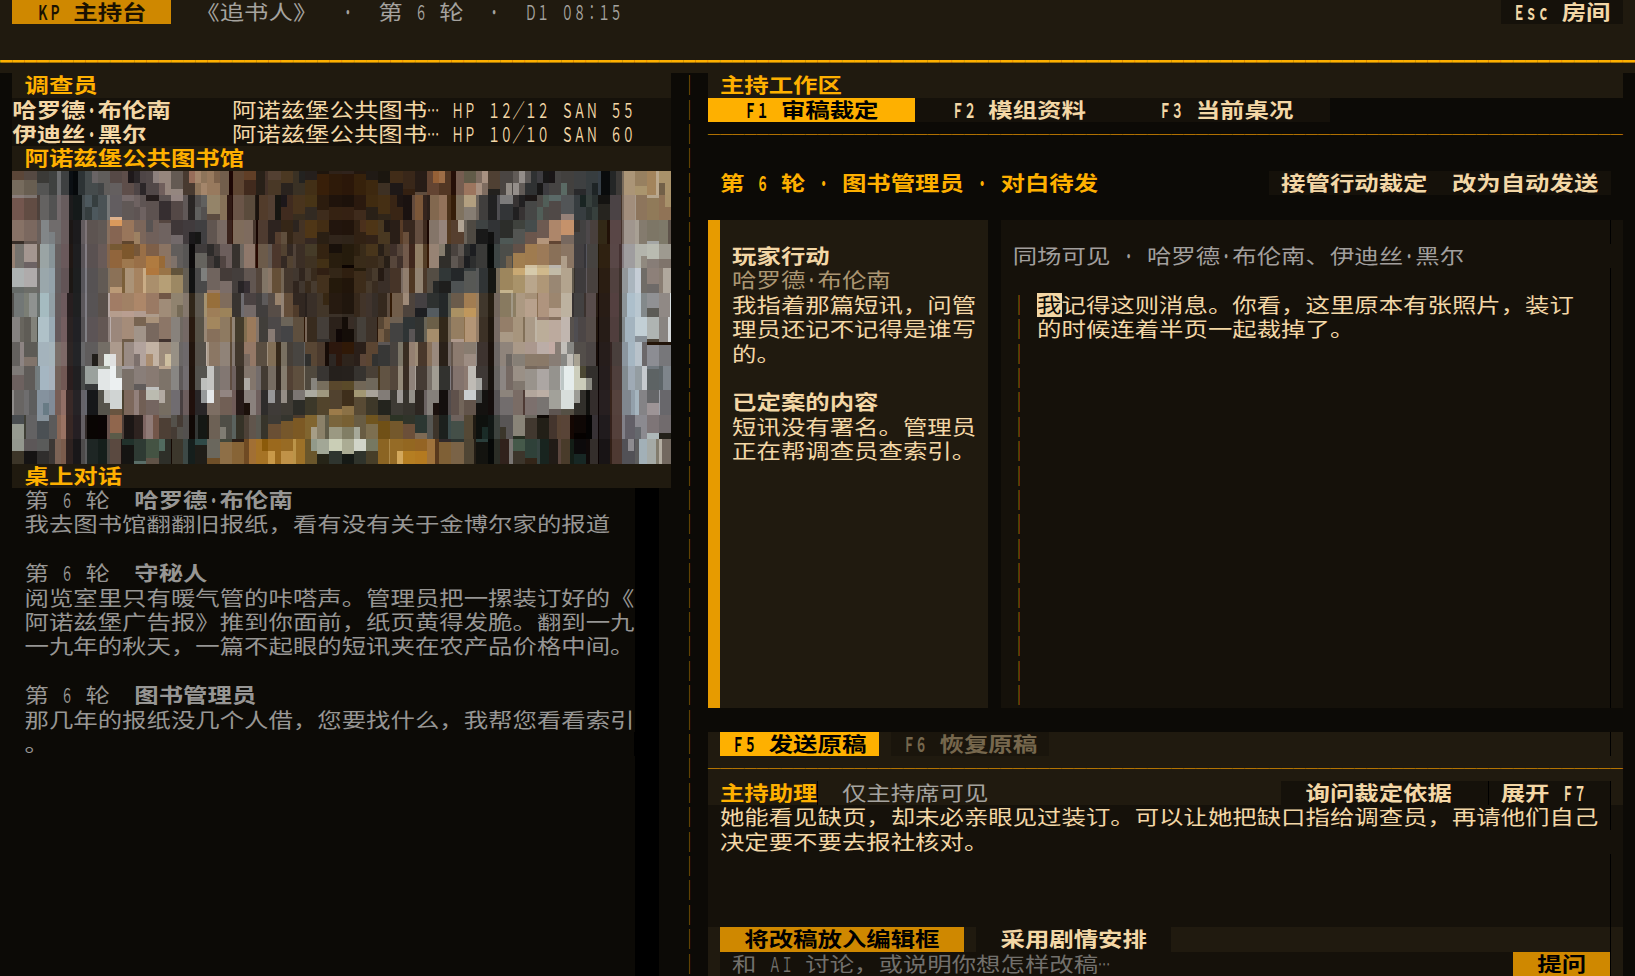 KP 主持台 《追书人》 · 第 6 轮 · D1 08:15 Esc 房间
调查员
哈罗德·布伦南 阿诺兹堡公共图书… HP 12/12 SAN 55
伊迪丝·黑尔 阿诺兹堡公共图书… HP 10/10 SAN 60
阿诺兹堡公共图书馆
桌上对话
第 6 轮 哈罗德·布伦南
我去图书馆翻翻旧报纸，看有没有关于金博尔家的报道
第 6 轮 守秘人
阅览室里只有暖气管的咔嗒声。管理员把一摞装订好的《
阿诺兹堡广告报》推到你面前，纸页黄得发脆。翻到一九
一九年的秋天，一篇不起眼的短讯夹在农产品价格中间。
第 6 轮 图书管理员
那几年的报纸没几个人借，您要找什么，我帮您看看索引
。
主持工作区
F1 审稿裁定 F2 模组资料 F3 当前桌况
第 6 轮 · 图书管理员 · 对白待发 接管行动裁定 改为自动发送
玩家行动
哈罗德·布伦南
我指着那篇短讯，问管
理员还记不记得是谁写
的。
已定案的内容
短讯没有署名。管理员
正在帮调查员查索引。
同场可见 · 哈罗德·布伦南、伊迪丝·黑尔
我记得这则消息。你看，这里原本有张照片，装订
的时候连着半页一起裁掉了。
F5 发送原稿 F6 恢复原稿
主持助理 仅主持席可见 询问裁定依据 展开 F7
她能看见缺页，却未必亲眼见过装订。可以让她把缺口指给调查员，再请他们自己
决定要不要去报社核对。
将改稿放入编辑框 采用剧情安排
和 AI 讨论，或说明你想怎样改稿… 提问